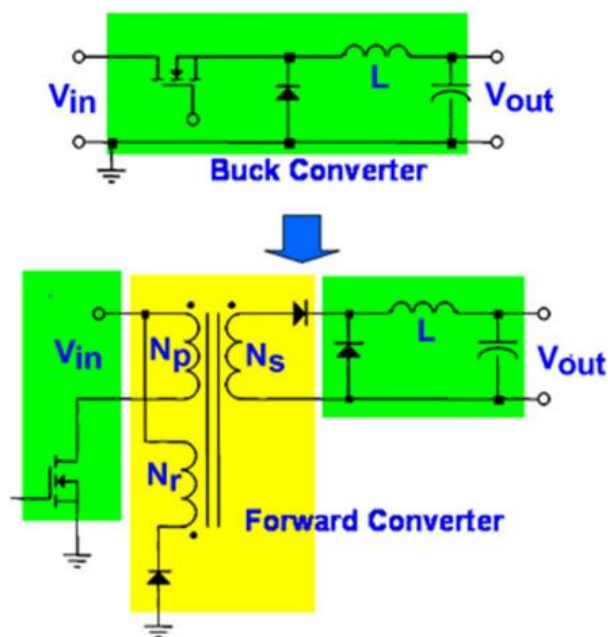 Vin
L
Vout
Buck Converter
Vin
Np
Ns
L
Vout
Nr
Forward Converter